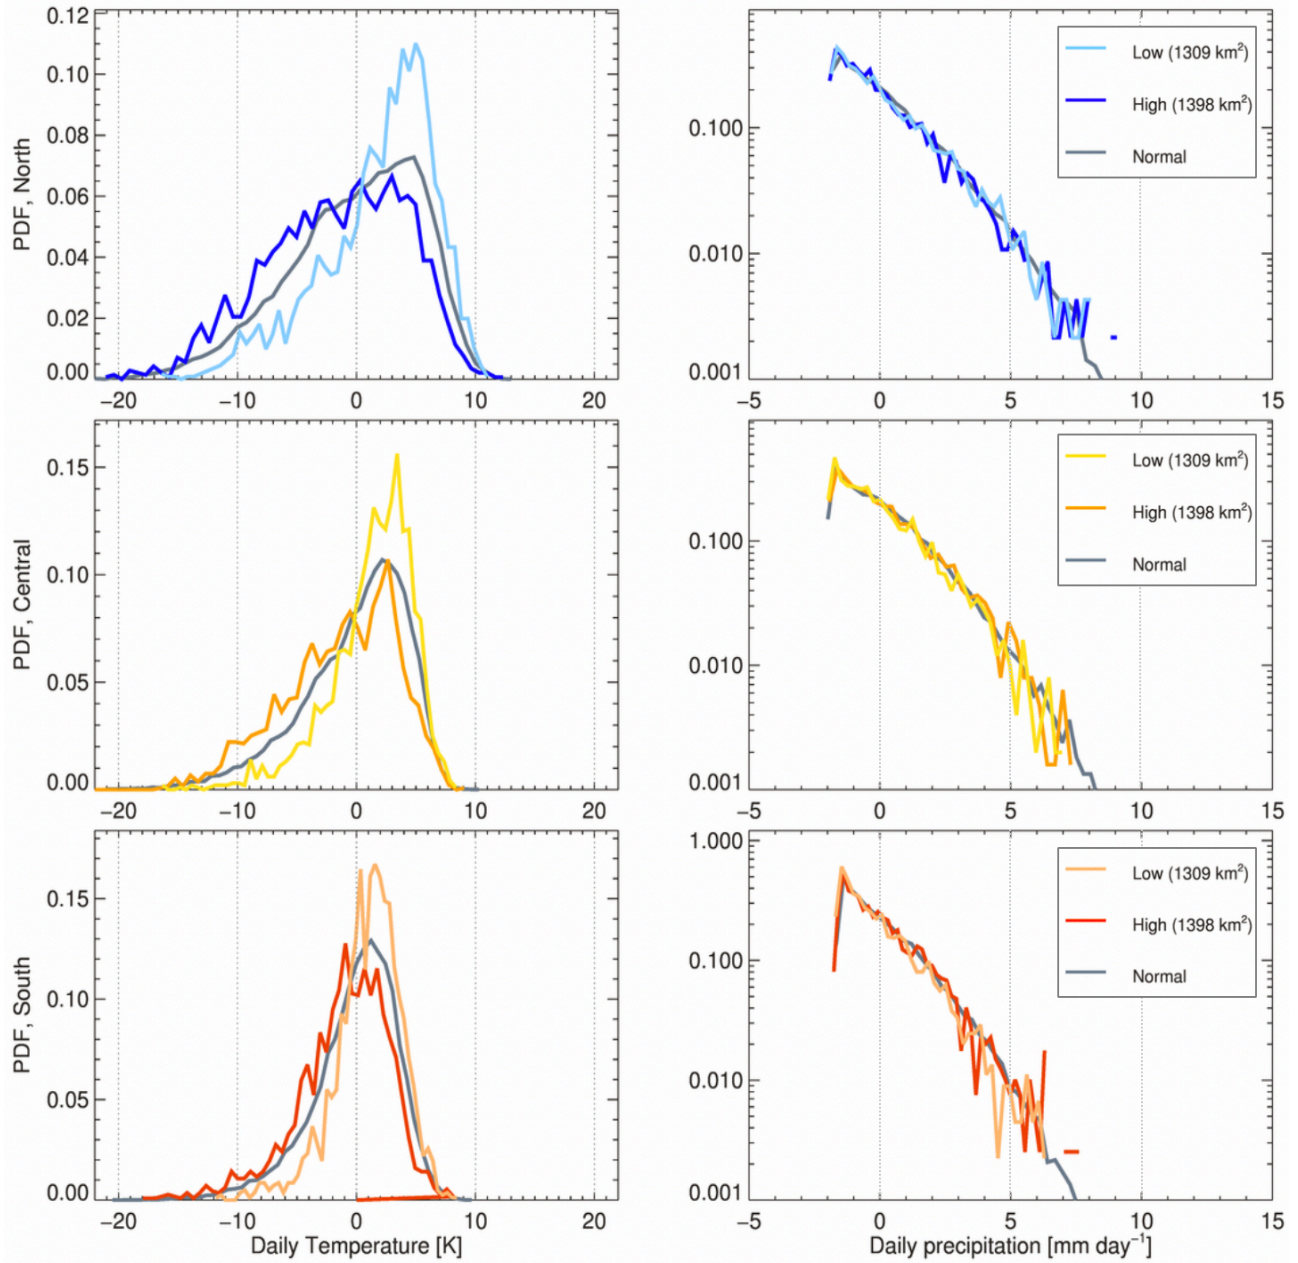 0.12
0.10
0.08
0.06
0.04
0.02
0.00
PDF, North
−20 −10 0 10 20
0.100
0.010
0.001
−5 0 5 10 15
Low (1309 km²)
High (1398 km²)
Normal
0.15
0.10
0.05
0.00
PDF, Central
−20 −10 0 10 20
0.100
0.010
0.001
−5 0 5 10 15
Low (1309 km²)
High (1398 km²)
Normal
0.15
0.10
0.05
0.00
PDF, South
−20 −10 0 10 20
Daily Temperature [K]
1.000
0.100
0.010
0.001
−5 0 5 10 15
Daily precipitation [mm day⁻¹]
Low (1309 km²)
High (1398 km²)
Normal